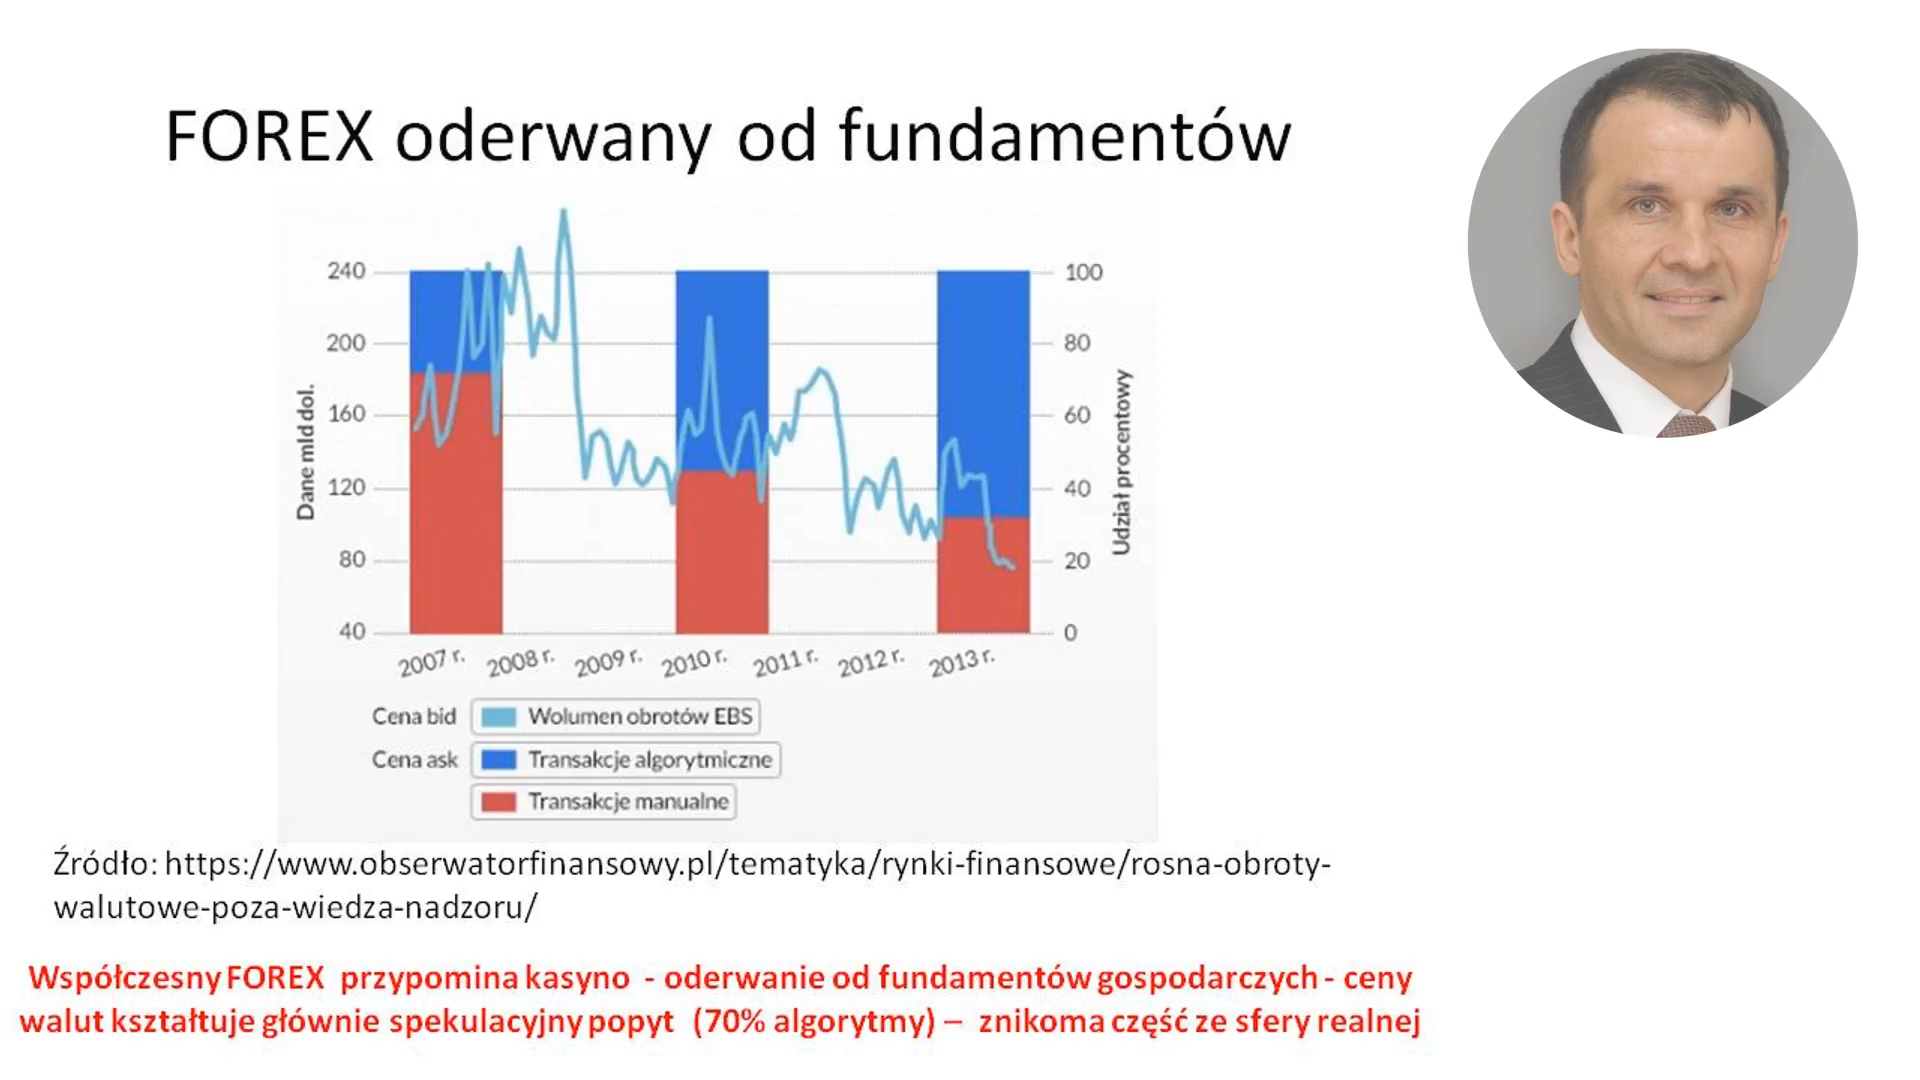 FOREX oderwany od fundamentów
240
200
160
120
80
40
Dane mld dol.
100
80
60
40
20
0
Udział procentowy
2007 r.
2008 r.
2009 r.
2010 r.
2011 r.
2012 r.
2013 r.
Cena bid
Wolumen obrotów EBS
Cena ask
Transakcje algorytmiczne
Transakcje manualne
Źródło: https://www.obserwatorfinansowy.pl/tematyka/rynki-finansowe/rosna-obroty-
walutowe-poza-wiedza-nadzoru/
Współczesny FOREX przypomina kasyno - oderwanie od fundamentów gospodarczych - ceny
walut kształtuje głównie spekulacyjny popyt (70% algorytmy) – znikoma część ze sfery realnej